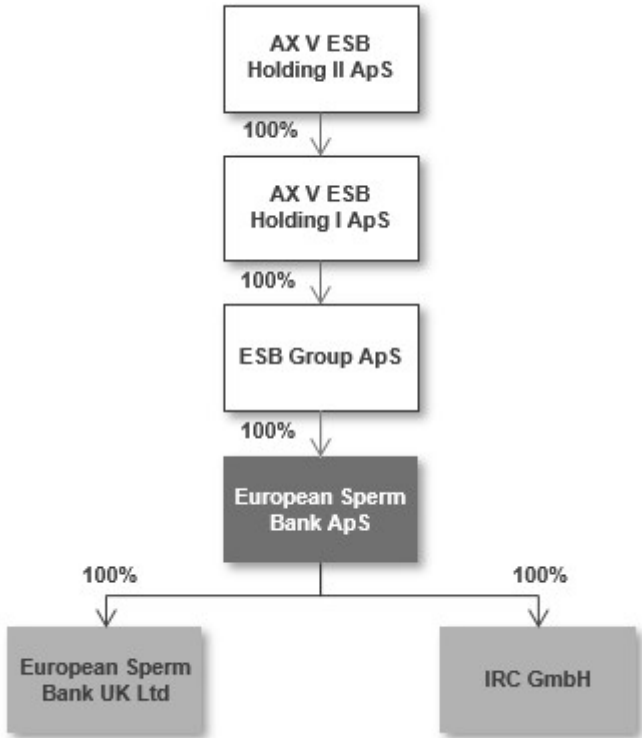 AX V ESB
Holding II ApS
100%
AX V ESB
Holding I ApS
100%
ESB Group ApS
100%
European Sperm
Bank ApS
100%
100%
European Sperm
Bank UK Ltd
IRC GmbH